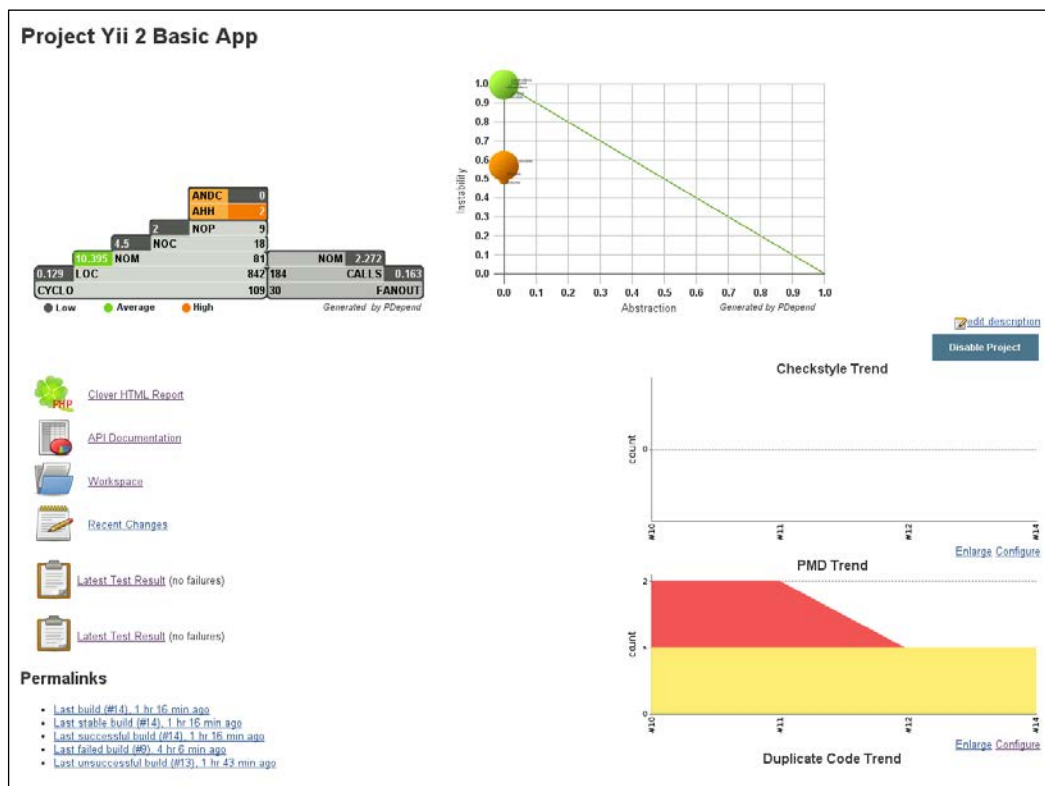 Project Yii 2 Basic App
ANDC 0
AHH 2
2 NOP 9
4.5 NOC 18
10.395 NOM 81 NOM 2.272
0.129 LOC 842 184 CALLS 0.163
CYCLO 109 30 FANOUT
Low Average High Generated by PDepend
1.0
0.9
0.8
0.7
0.6
0.5
0.4
0.3
0.2
0.1
0.0
Instability
0.0 0.1 0.2 0.3 0.4 0.5 0.6 0.7 0.8 0.9 1.0
Abstraction Generated by PDepend
edit description
Disable Project
PHP Clover HTML Report
API Documentation
Workspace
Recent Changes
Latest Test Result (no failures)
Latest Test Result (no failures)
Permalinks
Last build (#14), 1 hr 16 min ago
Last stable build (#14), 1 hr 16 min ago
Last successful build (#14), 1 hr 16 min ago
Last failed build (#9), 4 hr 6 min ago
Last unsuccessful build (#13), 1 hr 43 min ago
Checkstyle Trend
count
0
#10 #11 #12 #14
Enlarge Configure
PMD Trend
2
count
#10 #11 #12 #14
Enlarge Configure
Duplicate Code Trend